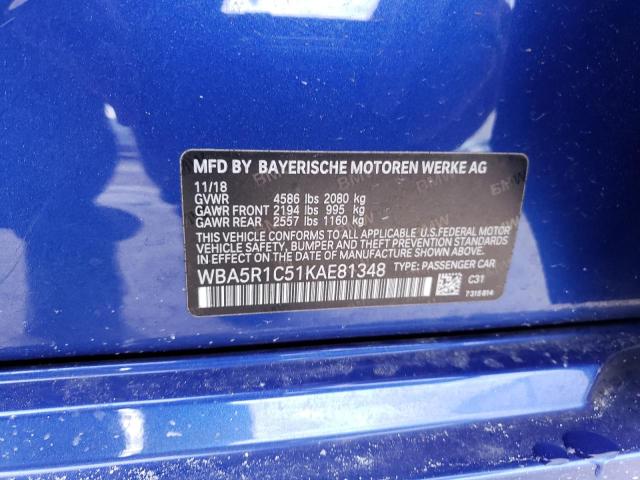 MFD BY BAYERISCHE MOTOREN WERKE AG
11/18
GVWR 4586 lbs 2080 kg
GAWR FRONT 2194 lbs 995 kg
GAWR REAR 2557 lbs 1160 kg
THIS VEHICLE CONFORMS TO ALL APPLICABLE U.S.FEDERAL MOTOR
VEHICLE SAFETY, BUMPER AND THEFT PREVENTION STANDARDS
IN EFFECT ON THE DATE OF MANUFACTURE SHOWN ABOVE.
WBA5R1C51KAE81348 TYPE: PASSENGER CAR
C31
7315814